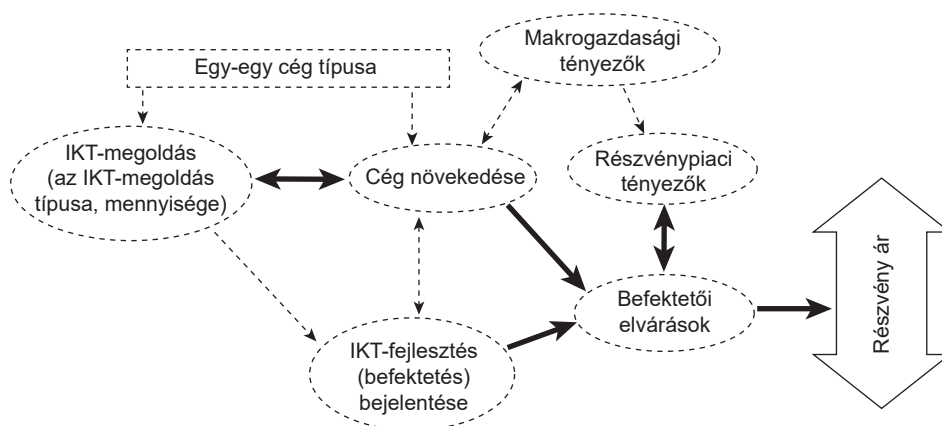 Egy-egy cég típusa
Makrogazdasági
tényezők
IKT-megoldás
(az IKT-megoldás
típusa, mennyisége)
Cég növekedése
Részvénypiaci
tényezők
Befektetői
elvárások
Részvény ár
IKT-fejlesztés
(befektetés)
bejelentése